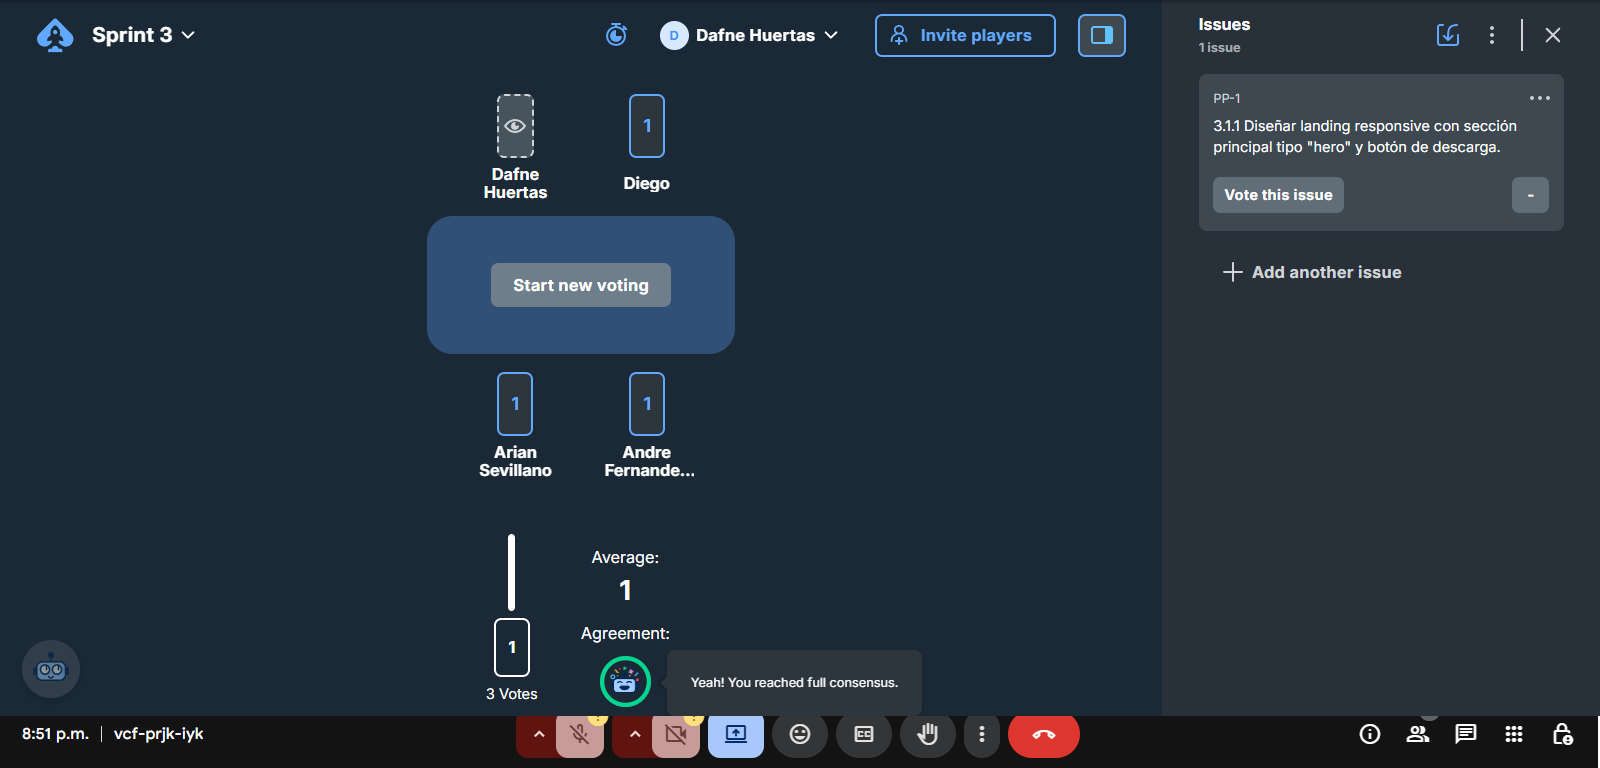 Sprint 3
D
Dafne Huertas
Invite players
Issues
1 issue
PP-1
3.1.1 Diseñar landing responsive con sección
principal tipo "hero" y botón de descarga.
Vote this issue
-
Add another issue
1
Dafne
Huertas
Diego
Start new voting
1
1
Arian
Sevillano
Andre
Fernande...
Average:
1
Agreement:
1
3 Votes
Yeah! You reached full consensus.
8:51 p.m.
vcf-prjk-iyk